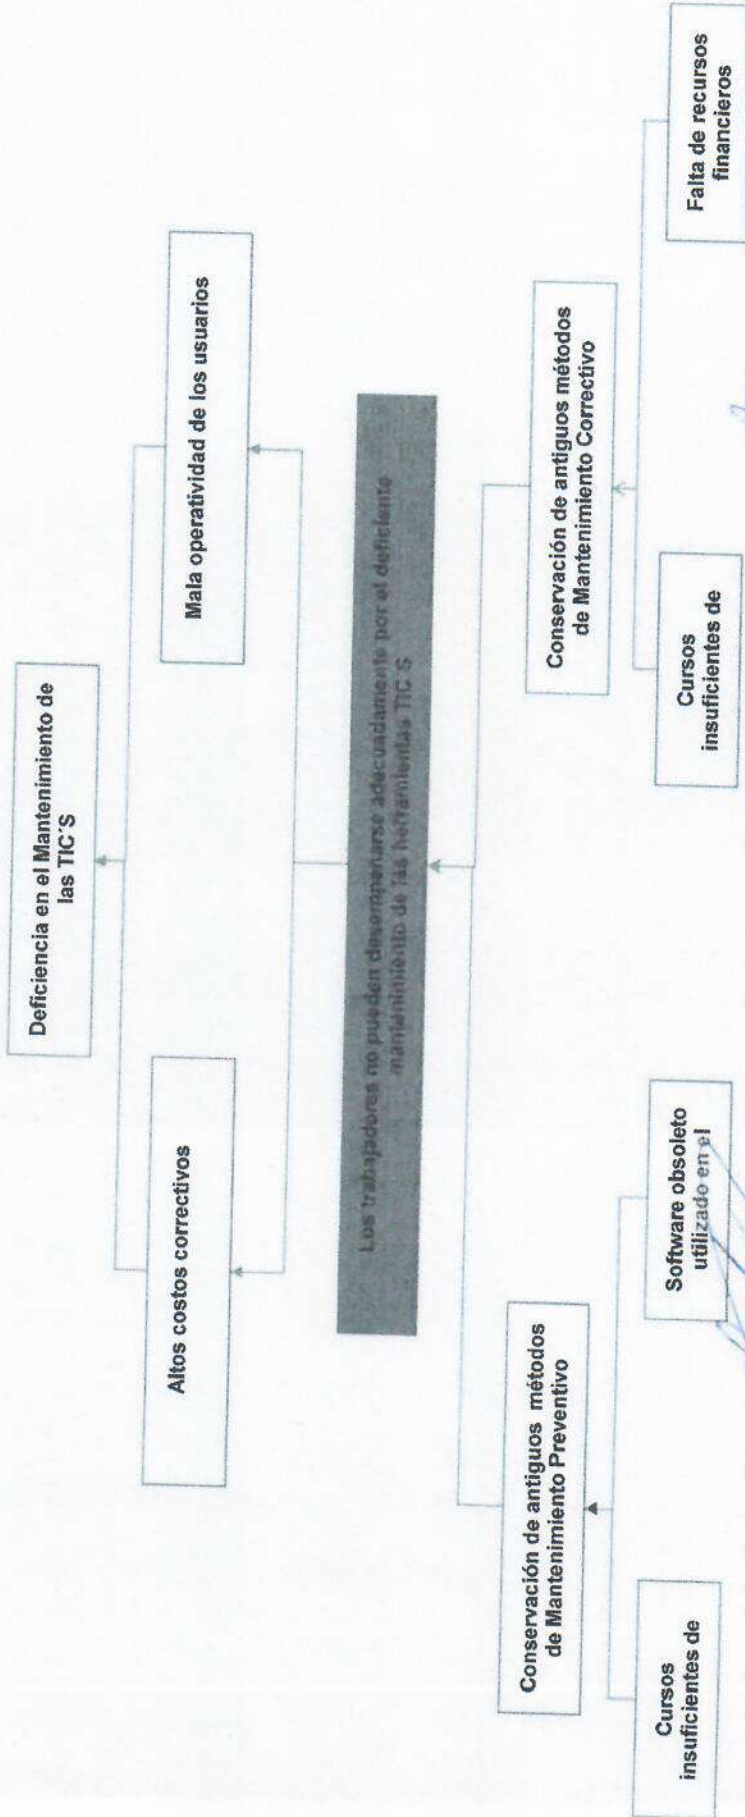 Deficiencia en el Mantenimiento de
las TIC´S
Altos costos correctivos
Mala operatividad de los usuarios
Los trabajadores no pueden desempeñarse adecuadamente por el deficiente
mantenimiento de las herramientas TIC S
Conservación de antiguos métodos
de Mantenimiento Preventivo
Conservación de antiguos métodos
de Mantenimiento Correctivo
Cursos
insuficientes de
Software obsoleto
utilizado en el
Cursos
insuficientes de
Falta de recursos
financieros